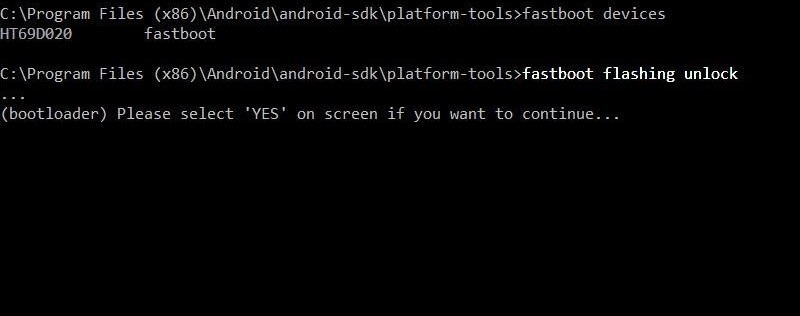 C:\Program Files (x86)\Android\android-sdk\platform-tools>fastboot devices
HT69D020        fastboot
C:\Program Files (x86)\Android\android-sdk\platform-tools>fastboot flashing unlock
...
(bootloader) Please select 'YES' on screen if you want to continue...